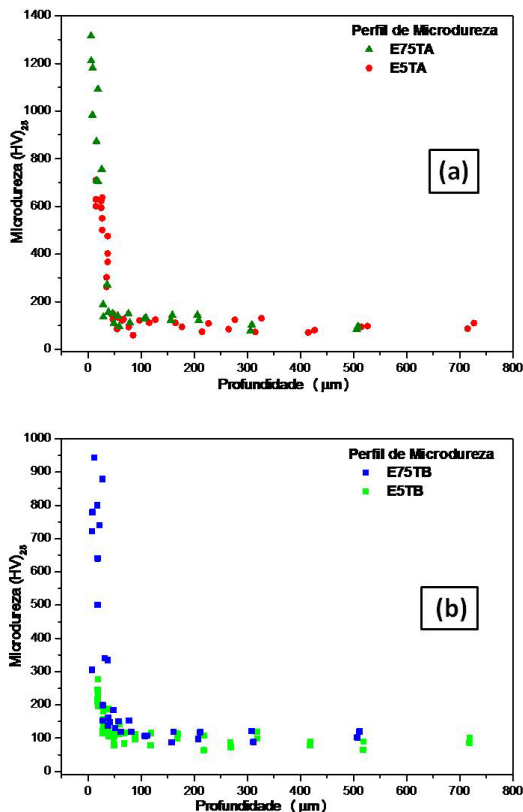 Perfil de Microdureza
E75TA
E5TA
(a)
Microdureza (HV)25
1400
1200
1000
800
600
400
200
0
0 100 200 300 400 500 600 700 800
Profundidade ( µm)
Perfil de Microdureza
E75TB
E5TB
(b)
Microdureza (HV)25
1000
900
800
700
600
500
400
300
200
100
0
0 100 200 300 400 500 600 700 800
Profundidade ( µm)